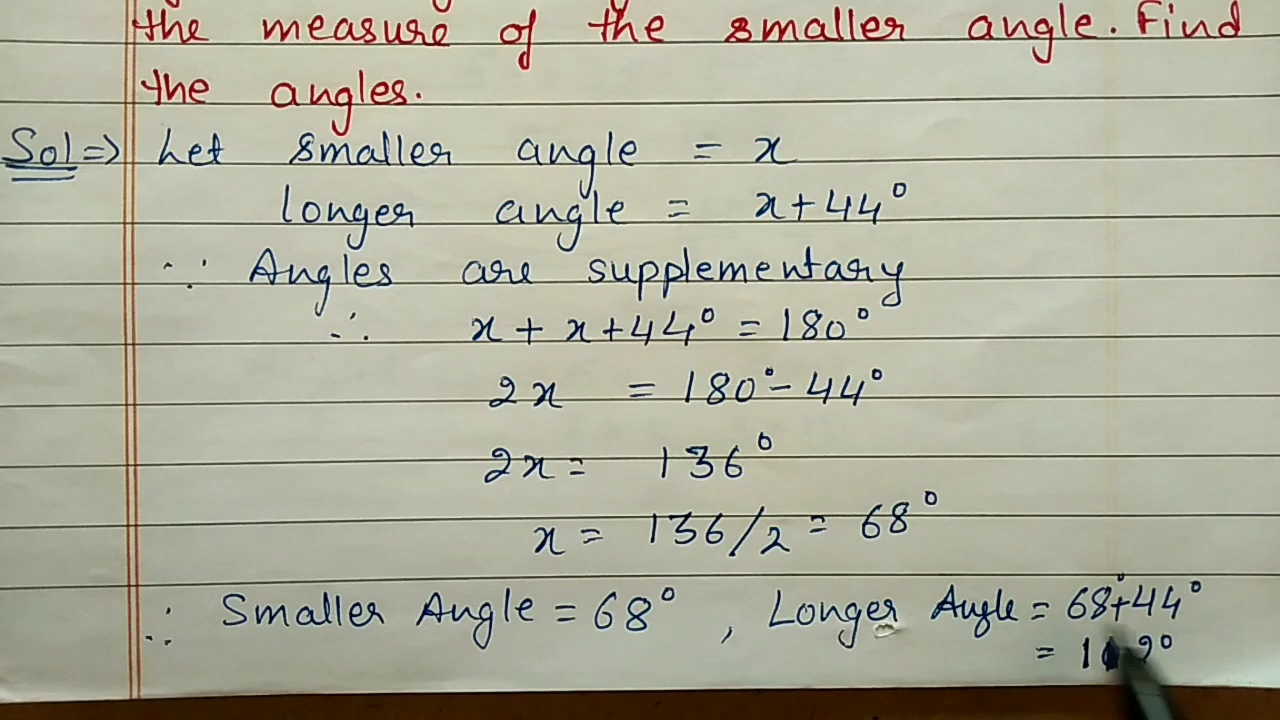 the measure of the smaller angle. Find
the angles.
Sol => Let smaller angle = x
longer angle = x+44°
∵ Angles are supplementary
∴ x + x+44° = 180°
2x = 180°- 44°
2x = 136°
x = 136/2 = 68°
∴ Smaller Angle = 68° , Longer Angle = 68°+44°